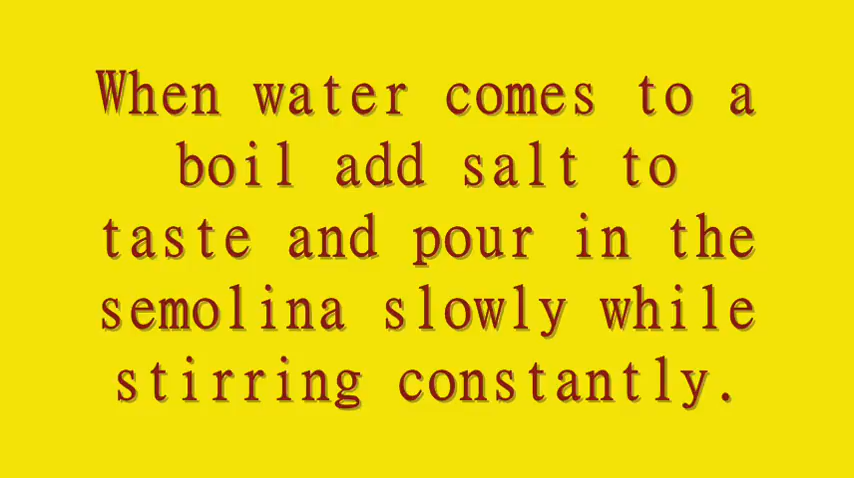 When water comes to a
boil add salt to
taste and pour in the
semolina slowly while
stirring constantly.